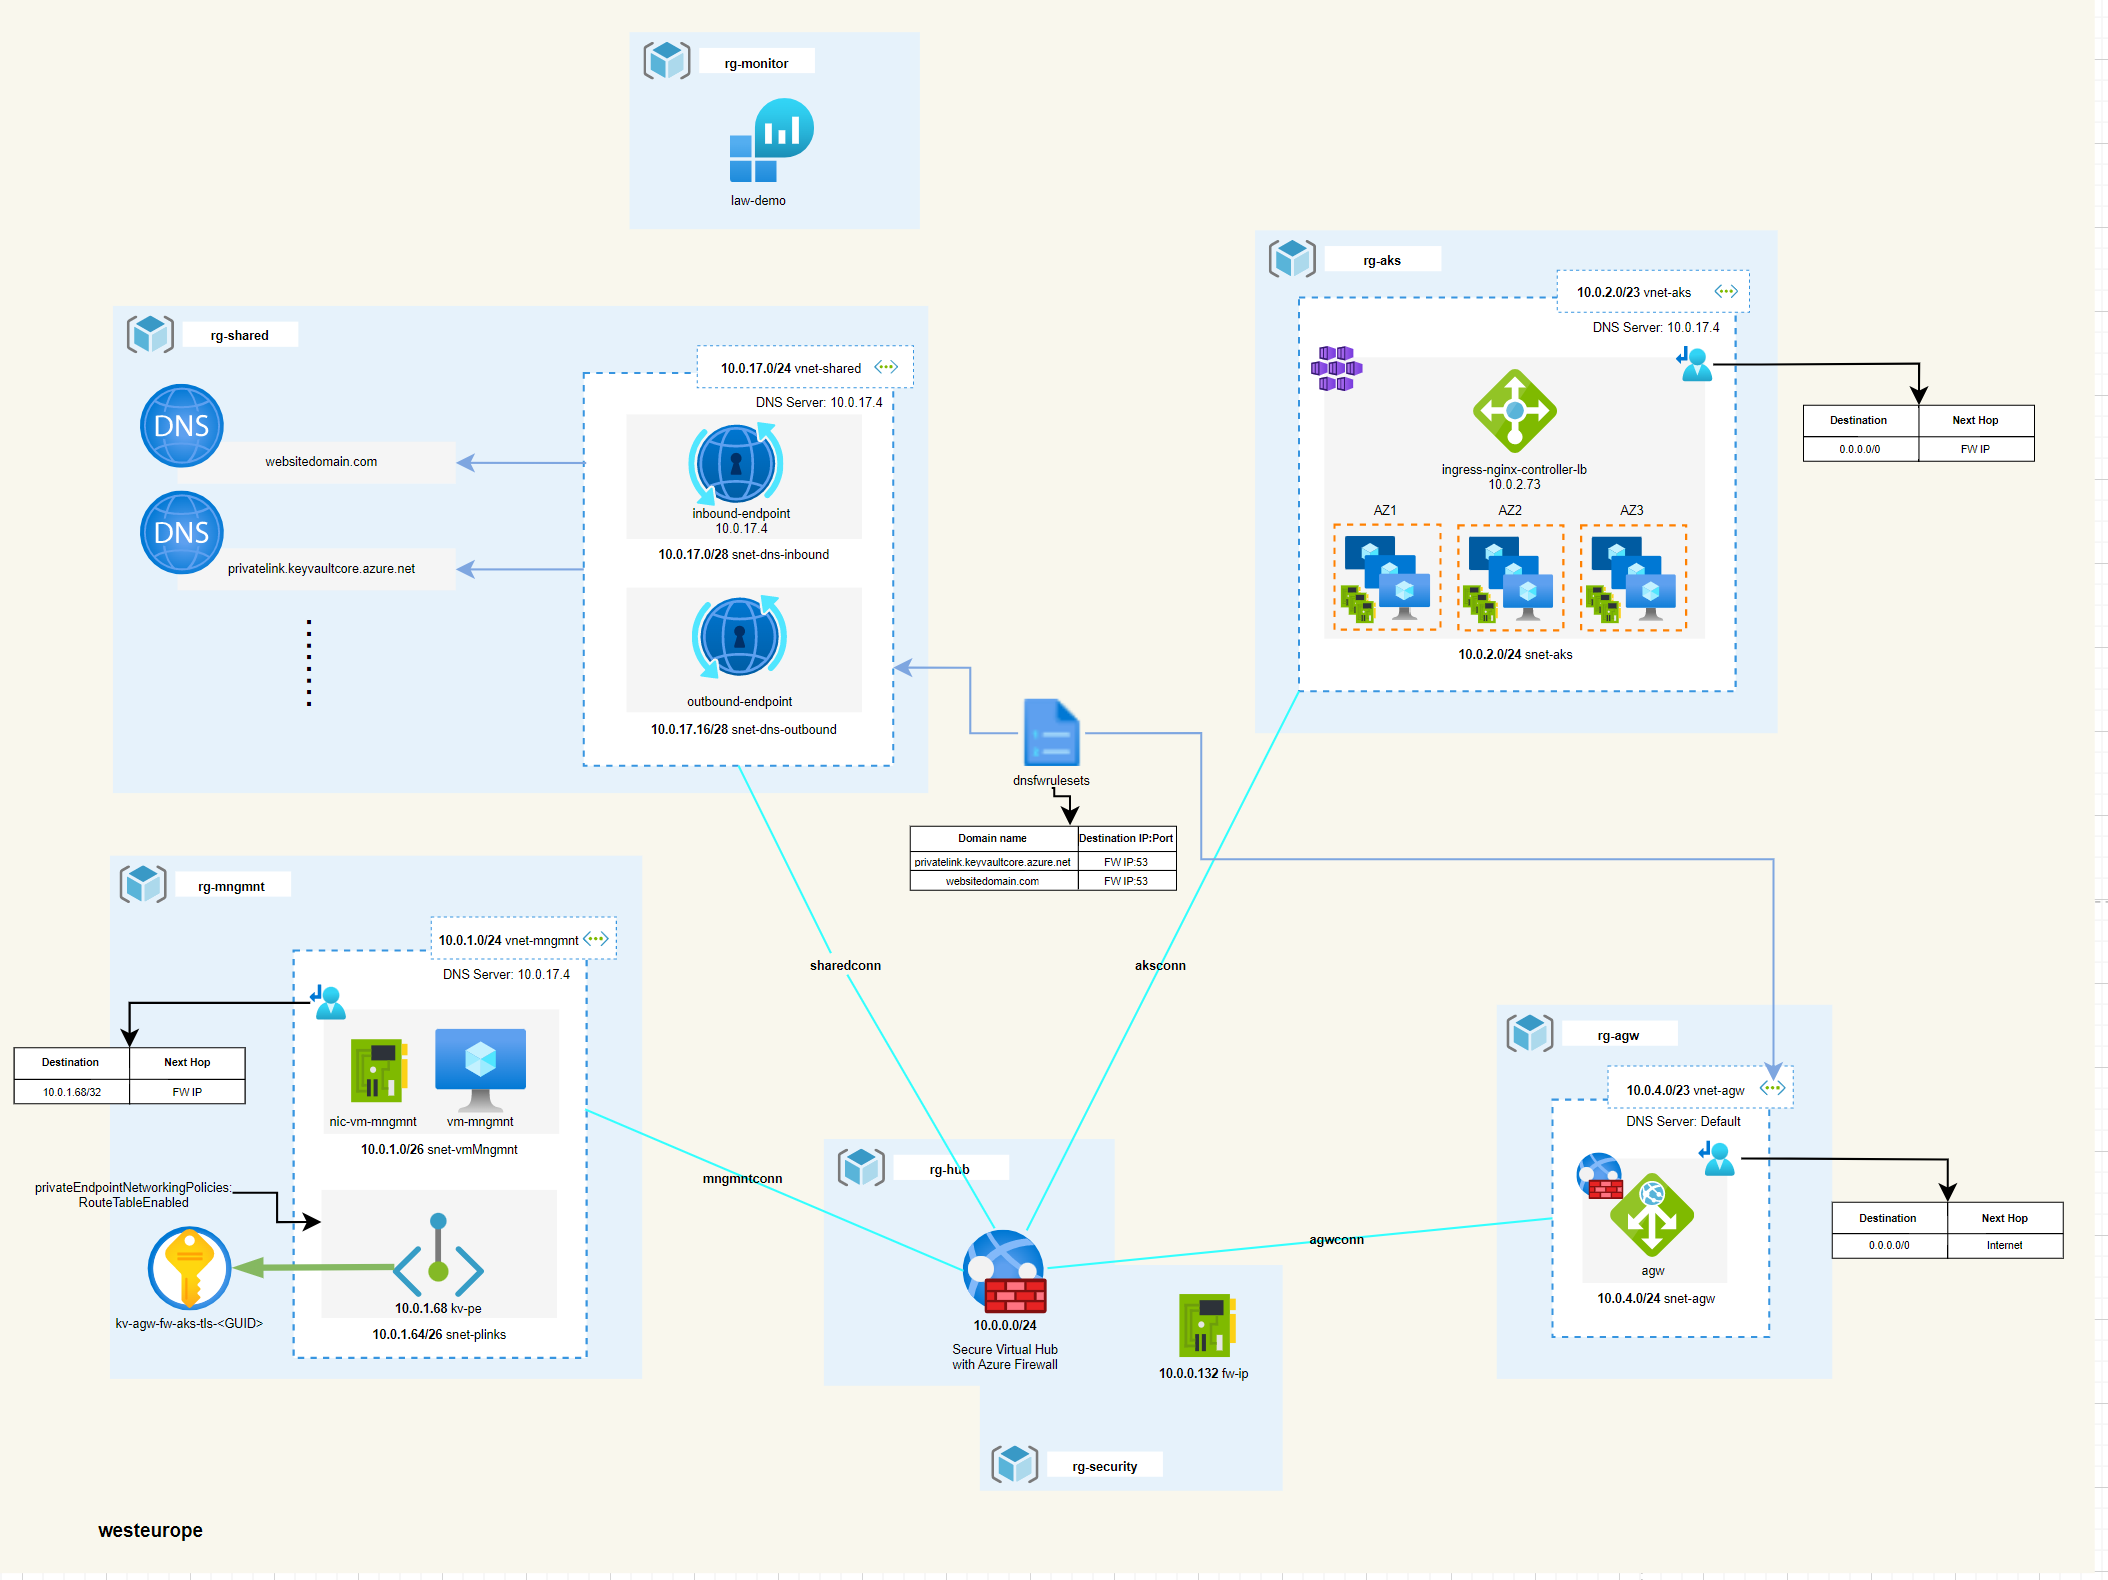 rg-monitor
law-demo
rg-aks
10.0.2.0/23 vnet-aks
DNS Server: 10.0.17.4
ingress-nginx-controller-lb
10.0.2.73
AZ1
AZ2
AZ3
10.0.2.0/24 snet-aks
Destination Next Hop
0.0.0.0/0 FW IP
rg-shared
10.0.17.0/24 vnet-shared
DNS Server: 10.0.17.4
DNS
websitedomain.com
DNS
privatelink.keyvaultcore.azure.net
inbound-endpoint
10.0.17.4
10.0.17.0/28 snet-dns-inbound
outbound-endpoint
10.0.17.16/28 snet-dns-outbound
dnsfwrulesets
Domain name Destination IP:Port
privatelink.keyvaultcore.azure.net FW IP:53
websitedomain.com FW IP:53
rg-mngmnt
10.0.1.0/24 vnet-mngmnt
DNS Server: 10.0.17.4
Destination Next Hop
10.0.1.68/32 FW IP
nic-vm-mngmnt
vm-mngmnt
10.0.1.0/26 snet-vmMngmnt
privateEndpointNetworkingPolicies:
RouteTableEnabled
kv-agw-fw-aks-tls-<GUID>
10.0.1.68 kv-pe
10.0.1.64/26 snet-plinks
sharedconn
aksconn
mngmntconn
agwconn
rg-hub
10.0.0.0/24
Secure Virtual Hub
with Azure Firewall
10.0.0.132 fw-ip
rg-security
rg-agw
10.0.4.0/23 vnet-agw
DNS Server: Default
agw
10.0.4.0/24 snet-agw
Destination Next Hop
0.0.0.0/0 Internet
westeurope